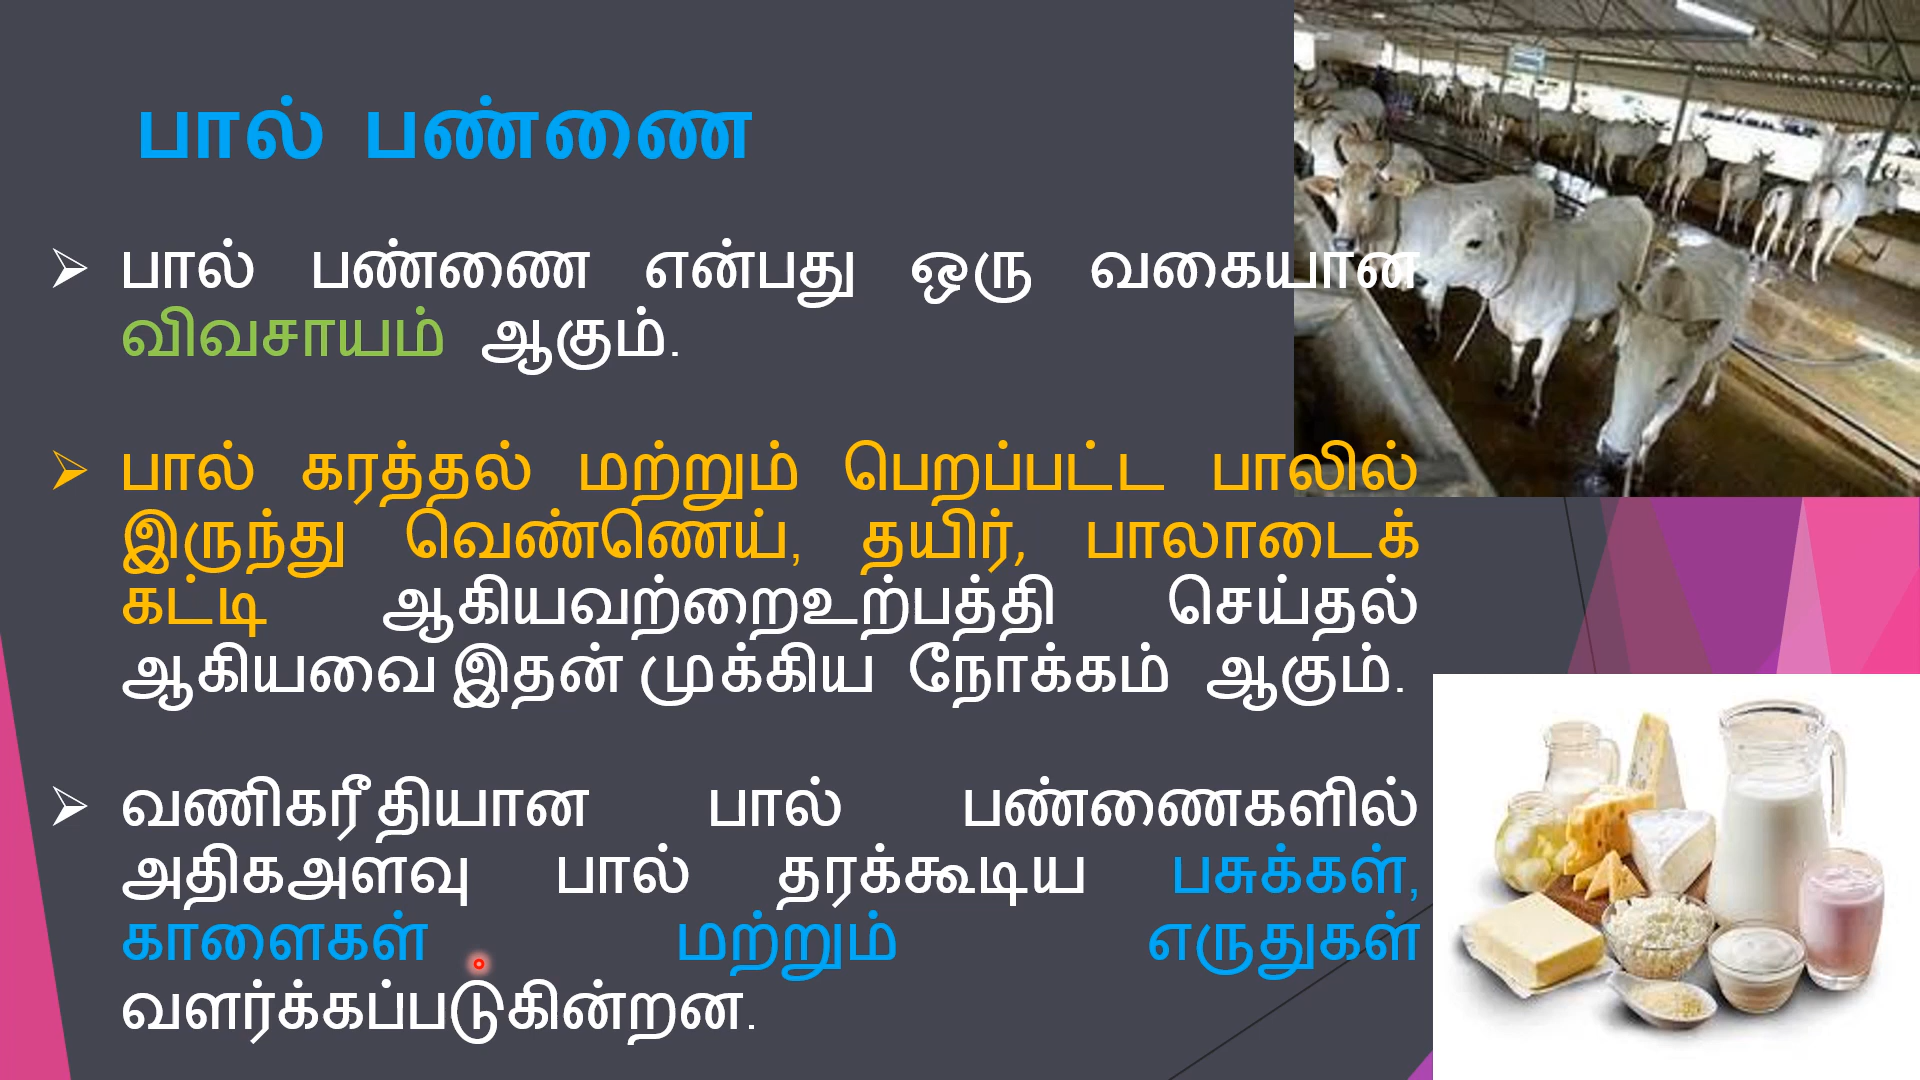 பால் பண்ணை
பால் பண்ணை என்பது ஒரு வகையான
விவசாயம் ஆகும்.
பால் கரத்தல் மற்றும் பெறப்பட்ட பாலில்
இருந்து வெண்ணெய், தயிர், பாலாடைக்
கட்டி ஆகியவற்றைஉற்பத்தி செய்தல்
ஆகியவை இதன் முக்கிய நோக்கம் ஆகும்.
வணிகரீதியான பால் பண்ணைகளில்
அதிகஅளவு பால் தரக்கூடிய பசுக்கள்,
காளைகள் மற்றும் எருதுகள்
வளர்க்கப்படுகின்றன.